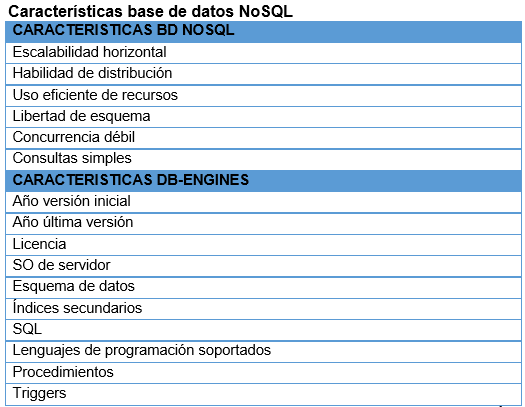 Características base de datos NoSQL
CARACTERISTICAS BD NOSQL
Escalabilidad horizontal
Habilidad de distribución
Uso eficiente de recursos
Libertad de esquema
Concurrencia débil
Consultas simples
CARACTERISTICAS DB-ENGINES
Año versión inicial
Año última versión
Licencia
SO de servidor
Esquema de datos
Índices secundarios
SQL
Lenguajes de programación soportados
Procedimientos
Triggers